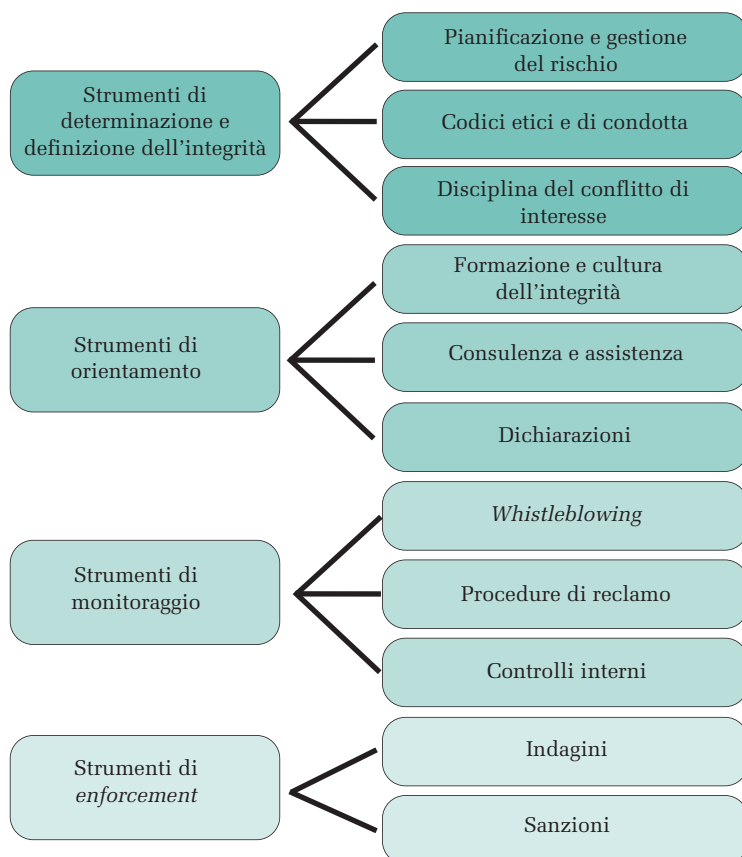 Strumenti di
determinazione e
definizione dell'integrità
Pianificazione e gestione
del rischio
Codici etici e di condotta
Disciplina del conflitto di
interesse
Strumenti di
orientamento
Formazione e cultura
dell'integrità
Consulenza e assistenza
Dichiarazioni
Strumenti di
monitoraggio
Whistleblowing
Procedure di reclamo
Controlli interni
Strumenti di
enforcement
Indagini
Sanzioni